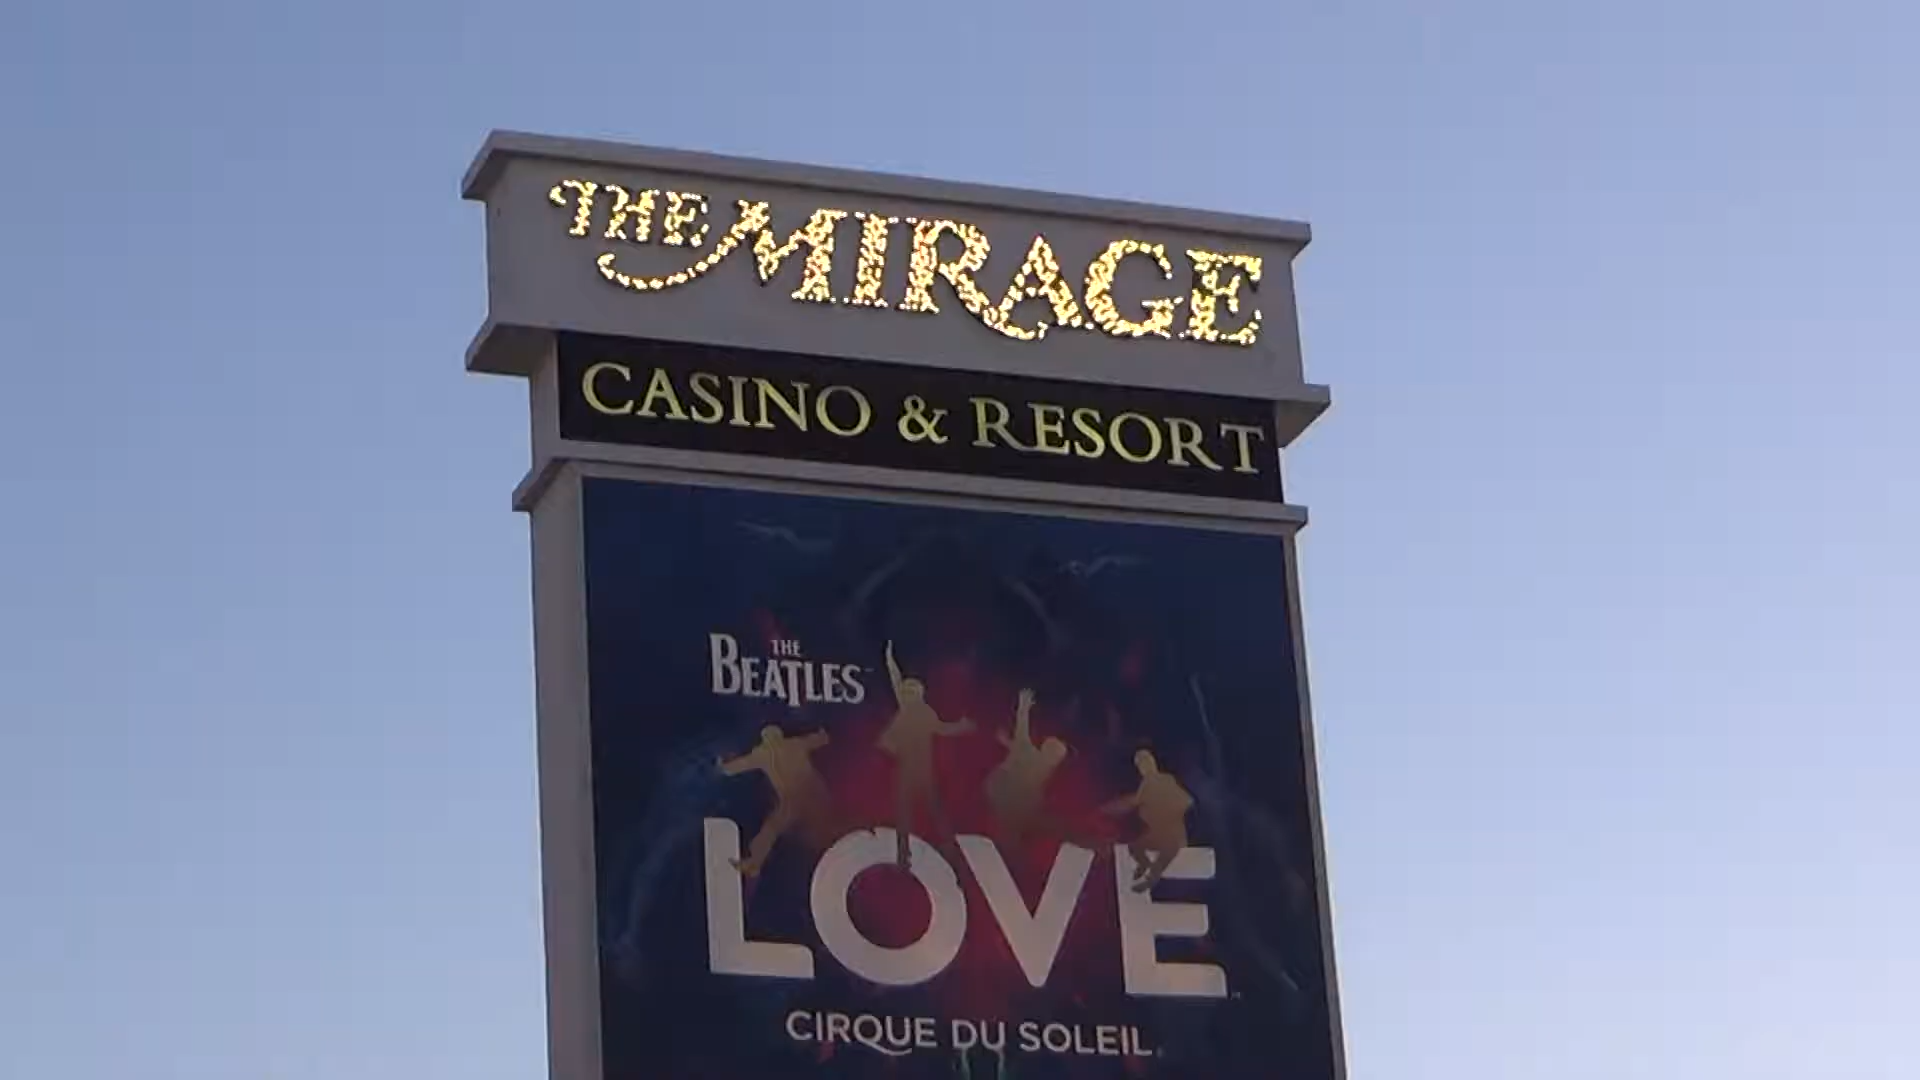 THE MIRAGE
CASINO & RESORT
THE
BEATLES
LOVE
CIRQUE DU SOLEIL